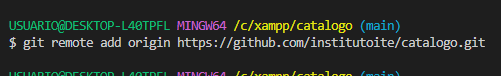 USUARIO@DESKTOP-L40TPFL MINGW64 /c/xampp/catalogo (main)
$ git remote add origin https://github.com/institutoite/catalogo.git
USUARIO@DESKTOP-L40TPFL MINGW64 /c/xampp/catalogo (main)